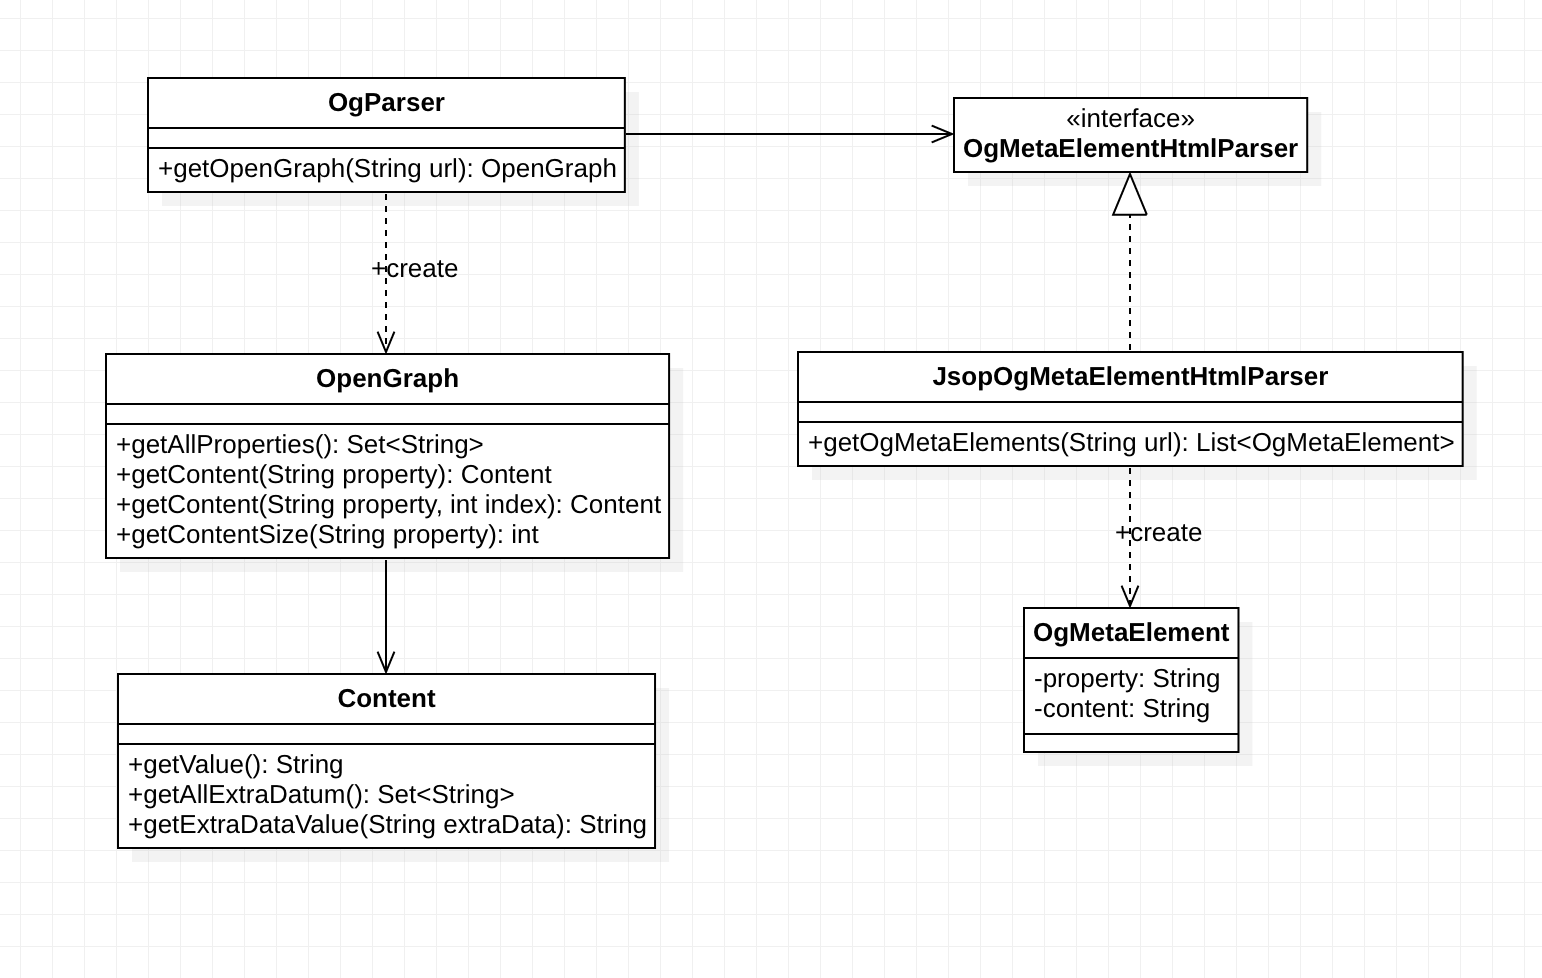 OgParser
+getOpenGraph(String url): OpenGraph
«interface»
OgMetaElementHtmlParser
+create
OpenGraph
+getAllProperties(): Set<String>
+getContent(String property): Content
+getContent(String property, int index): Content
+getContentSize(String property): int
JsopOgMetaElementHtmlParser
+getOgMetaElements(String url): List<OgMetaElement>
+create
Content
+getValue(): String
+getAllExtraDatum(): Set<String>
+getExtraDataValue(String extraData): String
OgMetaElement
-property: String
-content: String